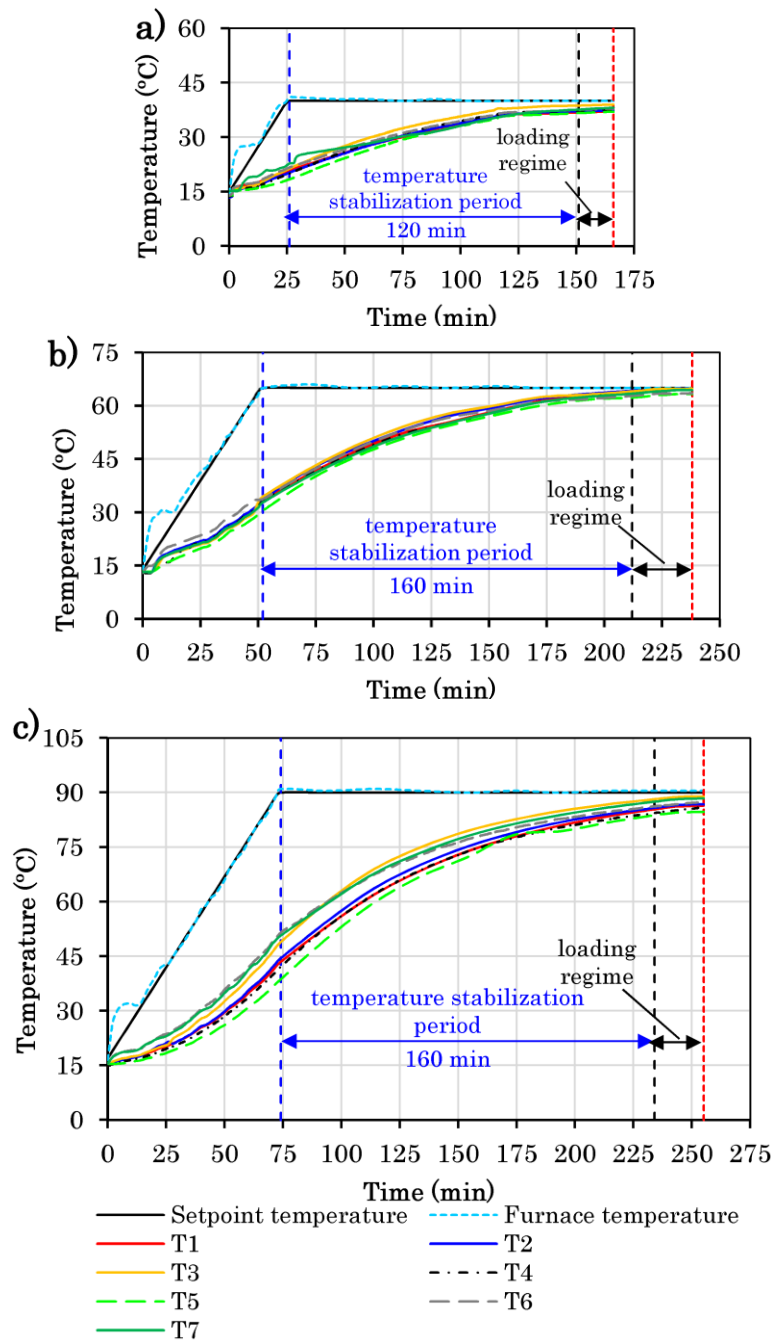 a)
Temperature (ºC)
60
45
30
15
0
loading
regime
temperature
stabilization period
120 min
0 25 50 75 100 125 150 175
Time (min)
b)
Temperature (ºC)
75
60
45
30
15
0
loading
regime
temperature
stabilization period
160 min
0 25 50 75 100 125 150 175 200 225 250
Time (min)
c)
Temperature (ºC)
105
90
75
60
45
30
15
0
loading
regime
temperature stabilization
period
160 min
0 25 50 75 100 125 150 175 200 225 250 275
Time (min)
Setpoint temperature Furnace temperature
T1 T2
T3 T4
T5 T6
T7